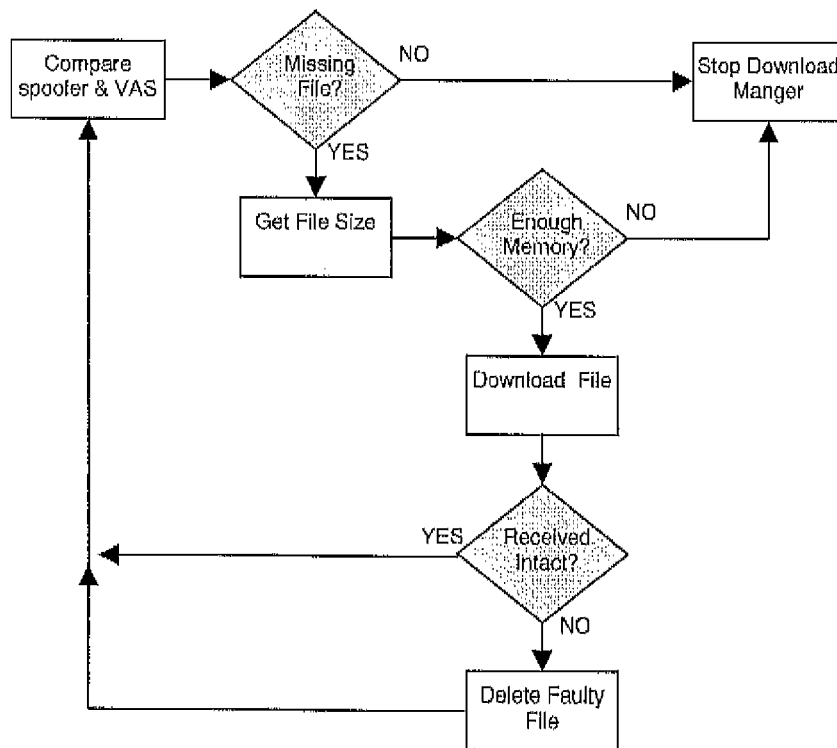 Compare
spoofer & VAS
Missing
File?
NO
Stop Download
Manger
YES
Get File Size
Enough
Memory?
NO
YES
Download File
YES
Received
Intact?
NO
Delete Faulty
File